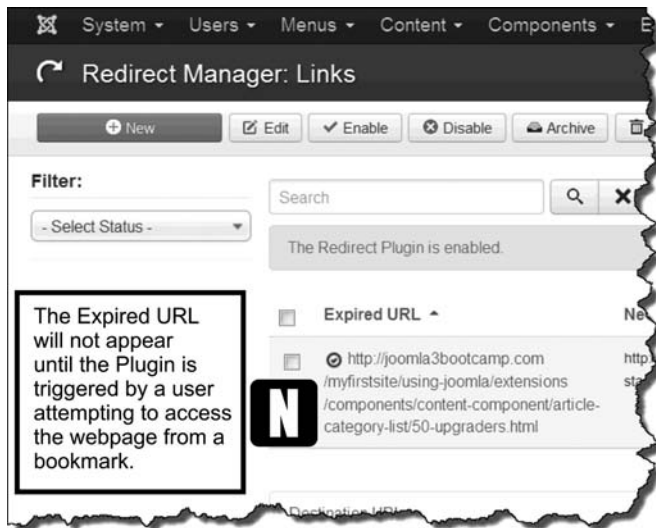 System Users Menus Content Components E
Redirect Manager: Links
New Edit Enable Disable Archive
Filter:
- Select Status -
Search
The Redirect Plugin is enabled.
The Expired URL
will not appear
until the Plugin is
triggered by a user
attempting to access
the webpage from a
bookmark.
N
Expired URL
http://joomla3bootcamp.com
/myfirstsite/using-joomla/extensions
/components/content-component/article-
category-list/50-upgraders.html
Ne
http:
sta